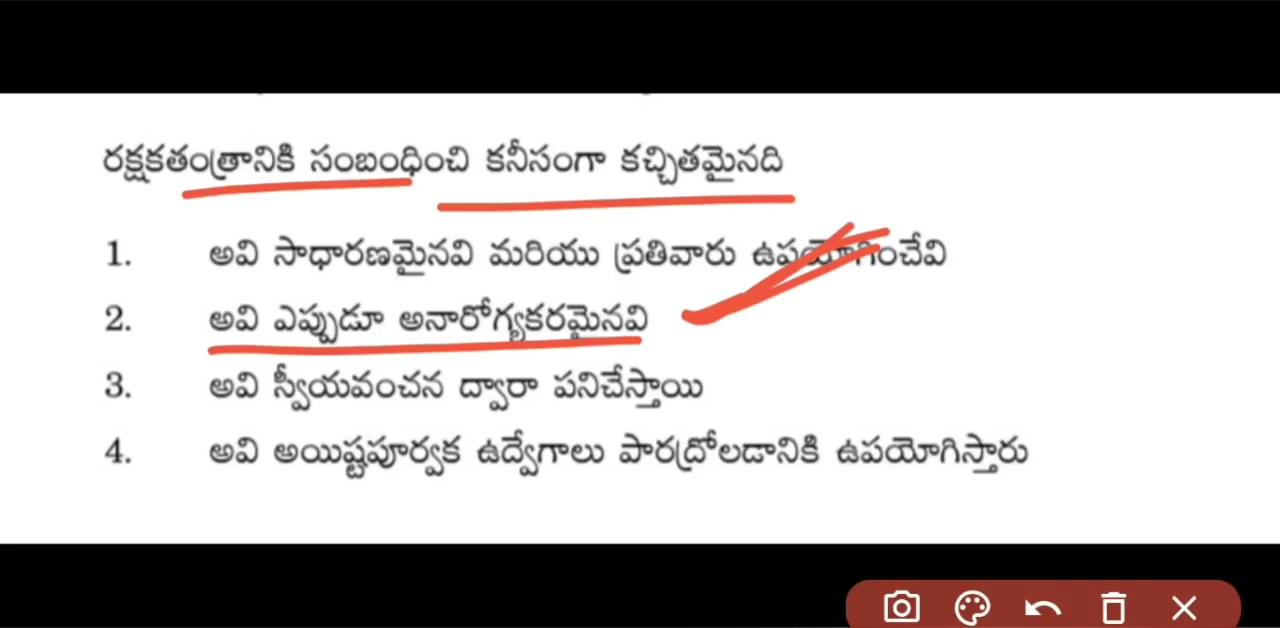 రక్షకతంత్రానికి సంబంధించి కనీసంగా కచ్చితమైనది
1. అవి సాధారణమైనవి మరియు ప్రతివారు ఉపయోగించేవి
2. అవి ఎప్పుడూ అనారోగ్యకరమైనవి
3. అవి స్వీయవంచన ద్వారా పనిచేస్తాయి
4. అవి అయిష్టపూర్వక ఉద్వేగాలు పారద్రోలడానికి ఉపయోగిస్తారు